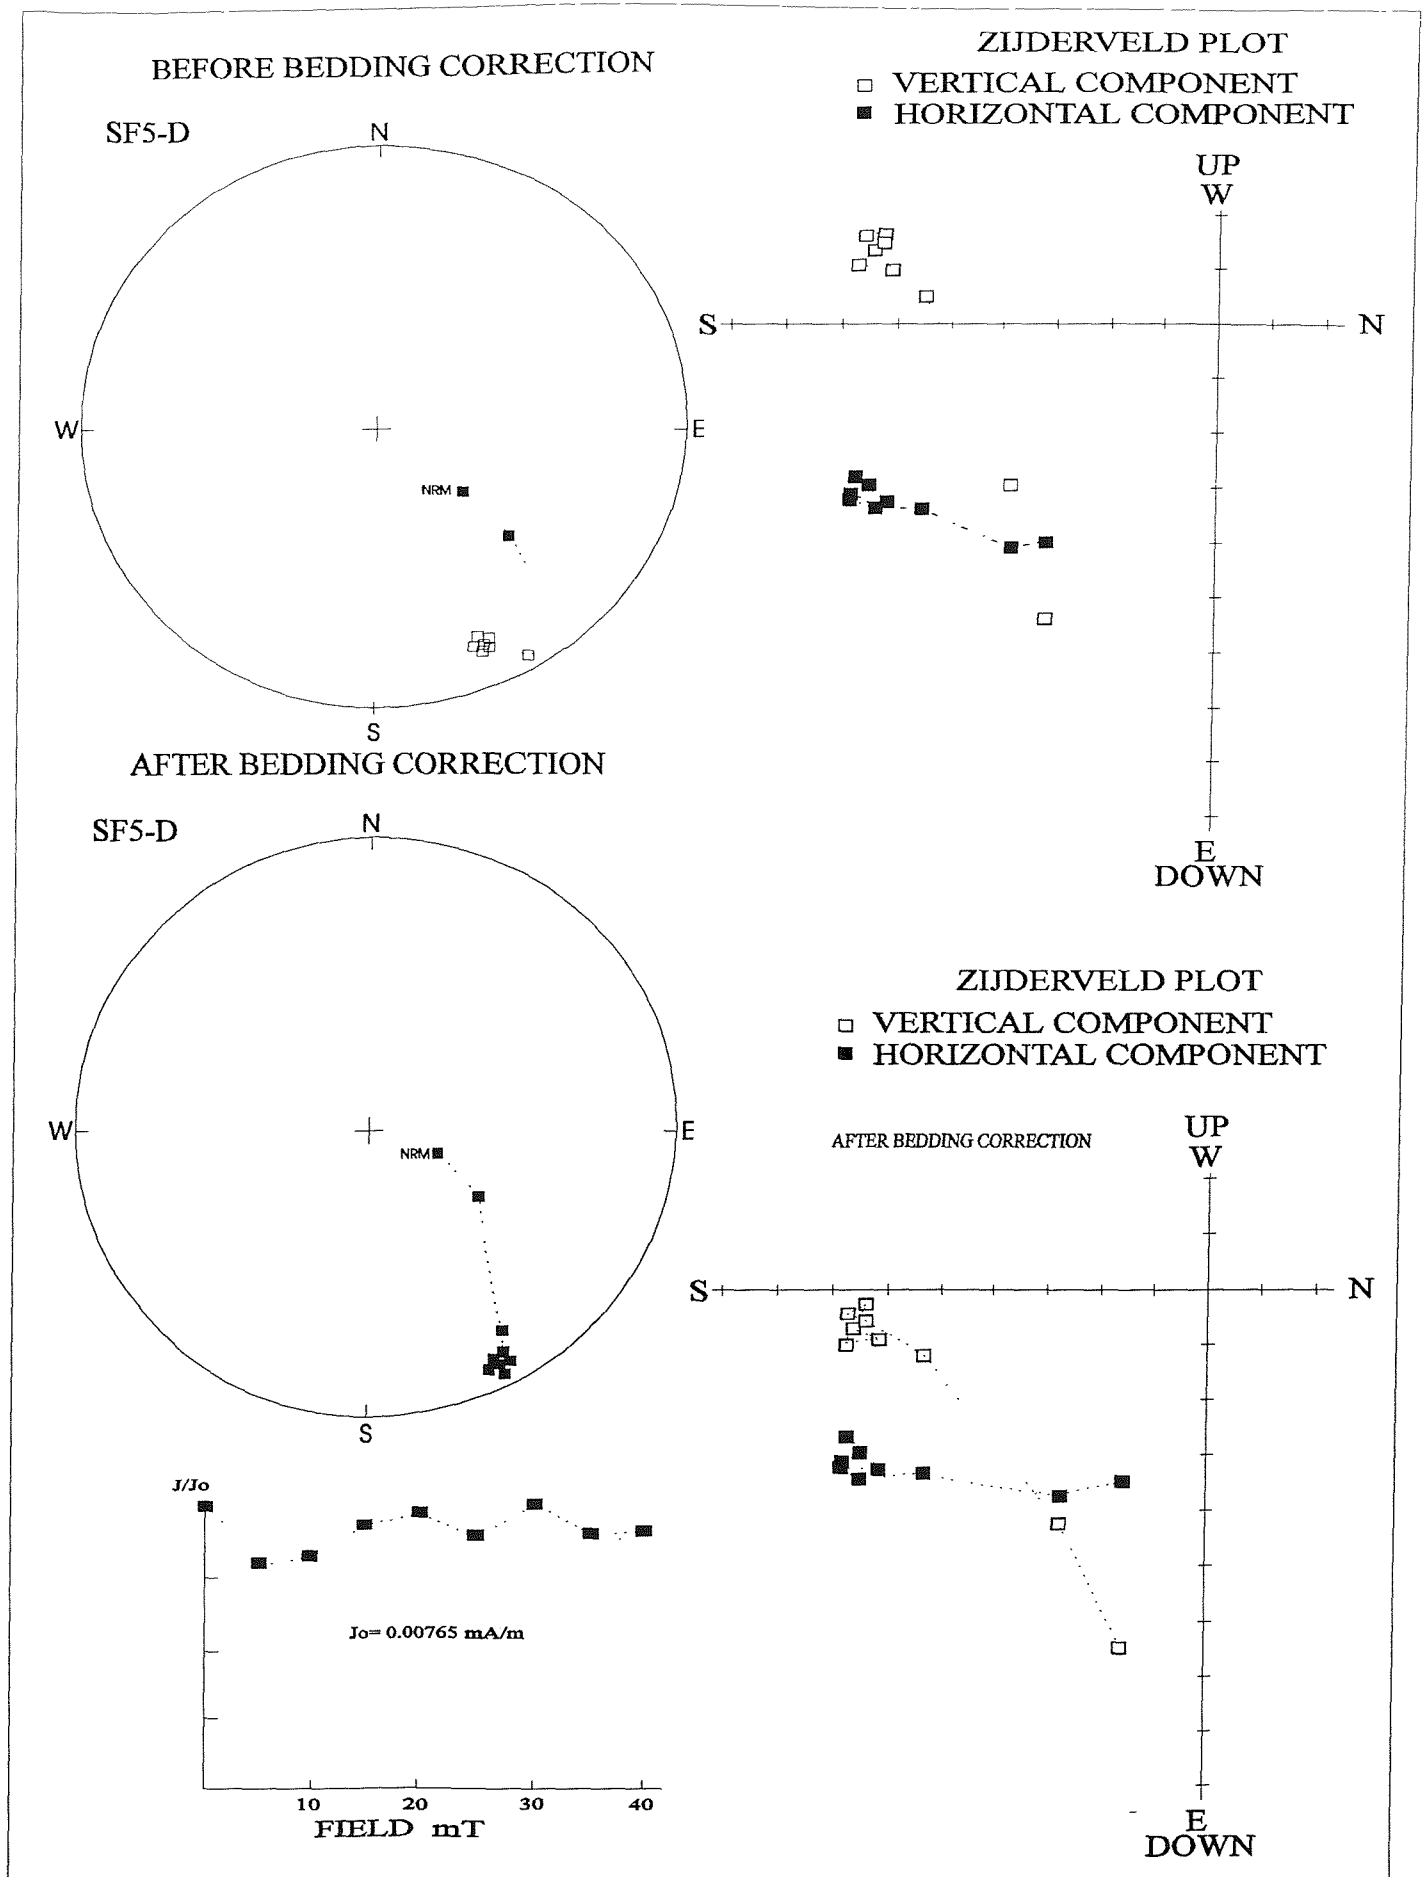 BEFORE BEDDING CORRECTION
SF5-D
N
W
E
NRM
S
ZIJDERVELD PLOT
□ VERTICAL COMPONENT
■ HORIZONTAL COMPONENT
UP
W
S
N
E
DOWN
AFTER BEDDING CORRECTION
SF5-D
N
W
E
NRM
S
ZIJDERVELD PLOT
□ VERTICAL COMPONENT
■ HORIZONTAL COMPONENT
AFTER BEDDING CORRECTION
UP
W
S
N
E
DOWN
J/Jo
Jo= 0.00765 mA/m
10 20 30 40
FIELD mT